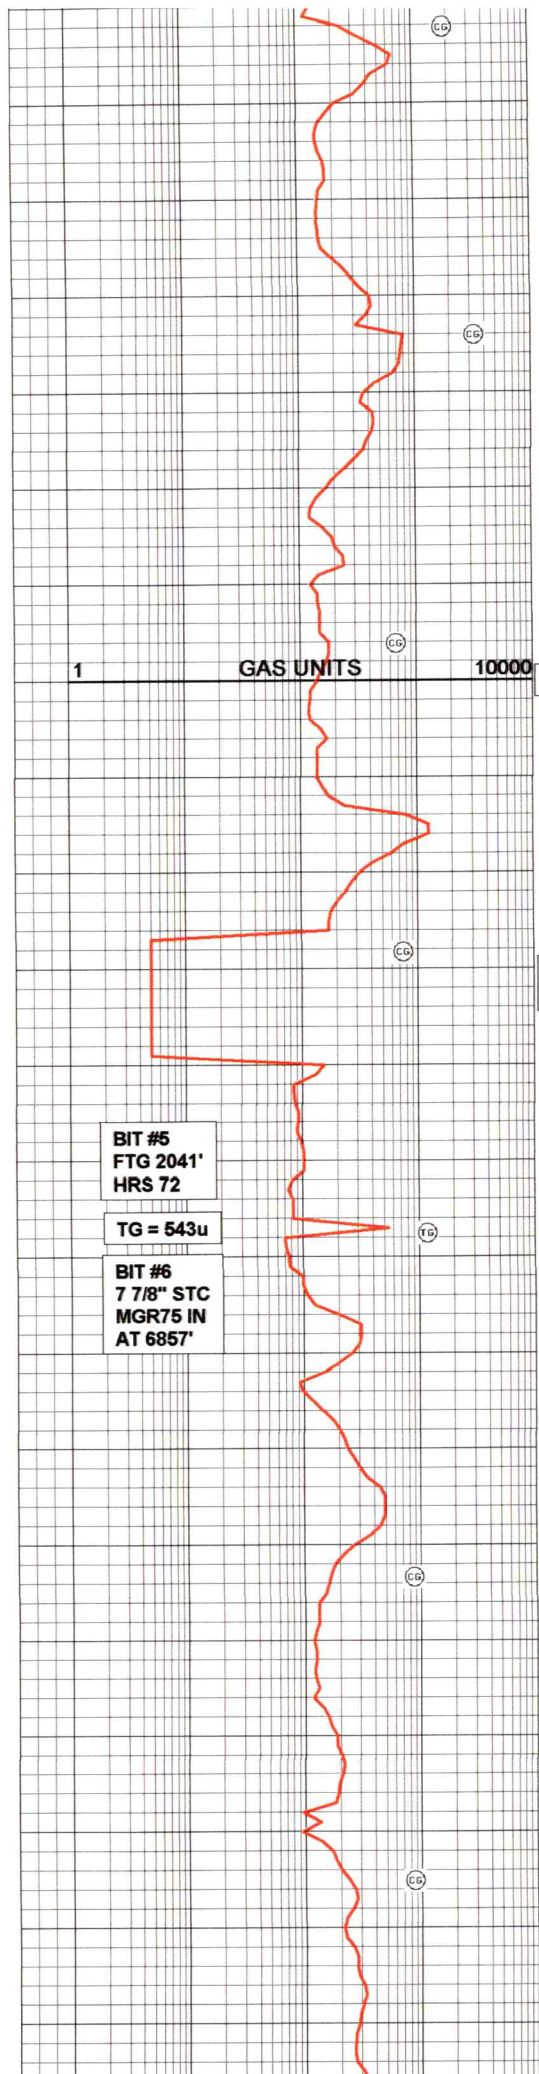 CG
CG
CG
1 GAS UNITS 10000
CG
BIT #5
FTG 2041'
HRS 72
TG = 543u
TG
BIT #6
7 7/8" STC
MGR75 IN
AT 6857'
CG
CG